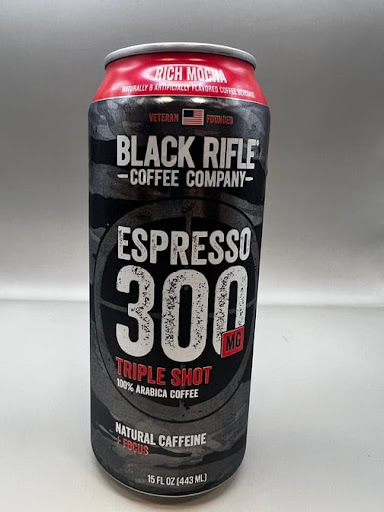 RICH MOCHA
NATURALLY & ARTIFICIALLY FLAVORED COFFEE BEVERAGE
VETERAN FOUNDED
BLACK RIFLE
COFFEE COMPANY
ESPRESSO
300
MG
TRIPLE SHOT
100% ARABICA COFFEE
NATURAL CAFFEINE
+ FOCUS
15 FL OZ (443 ML)